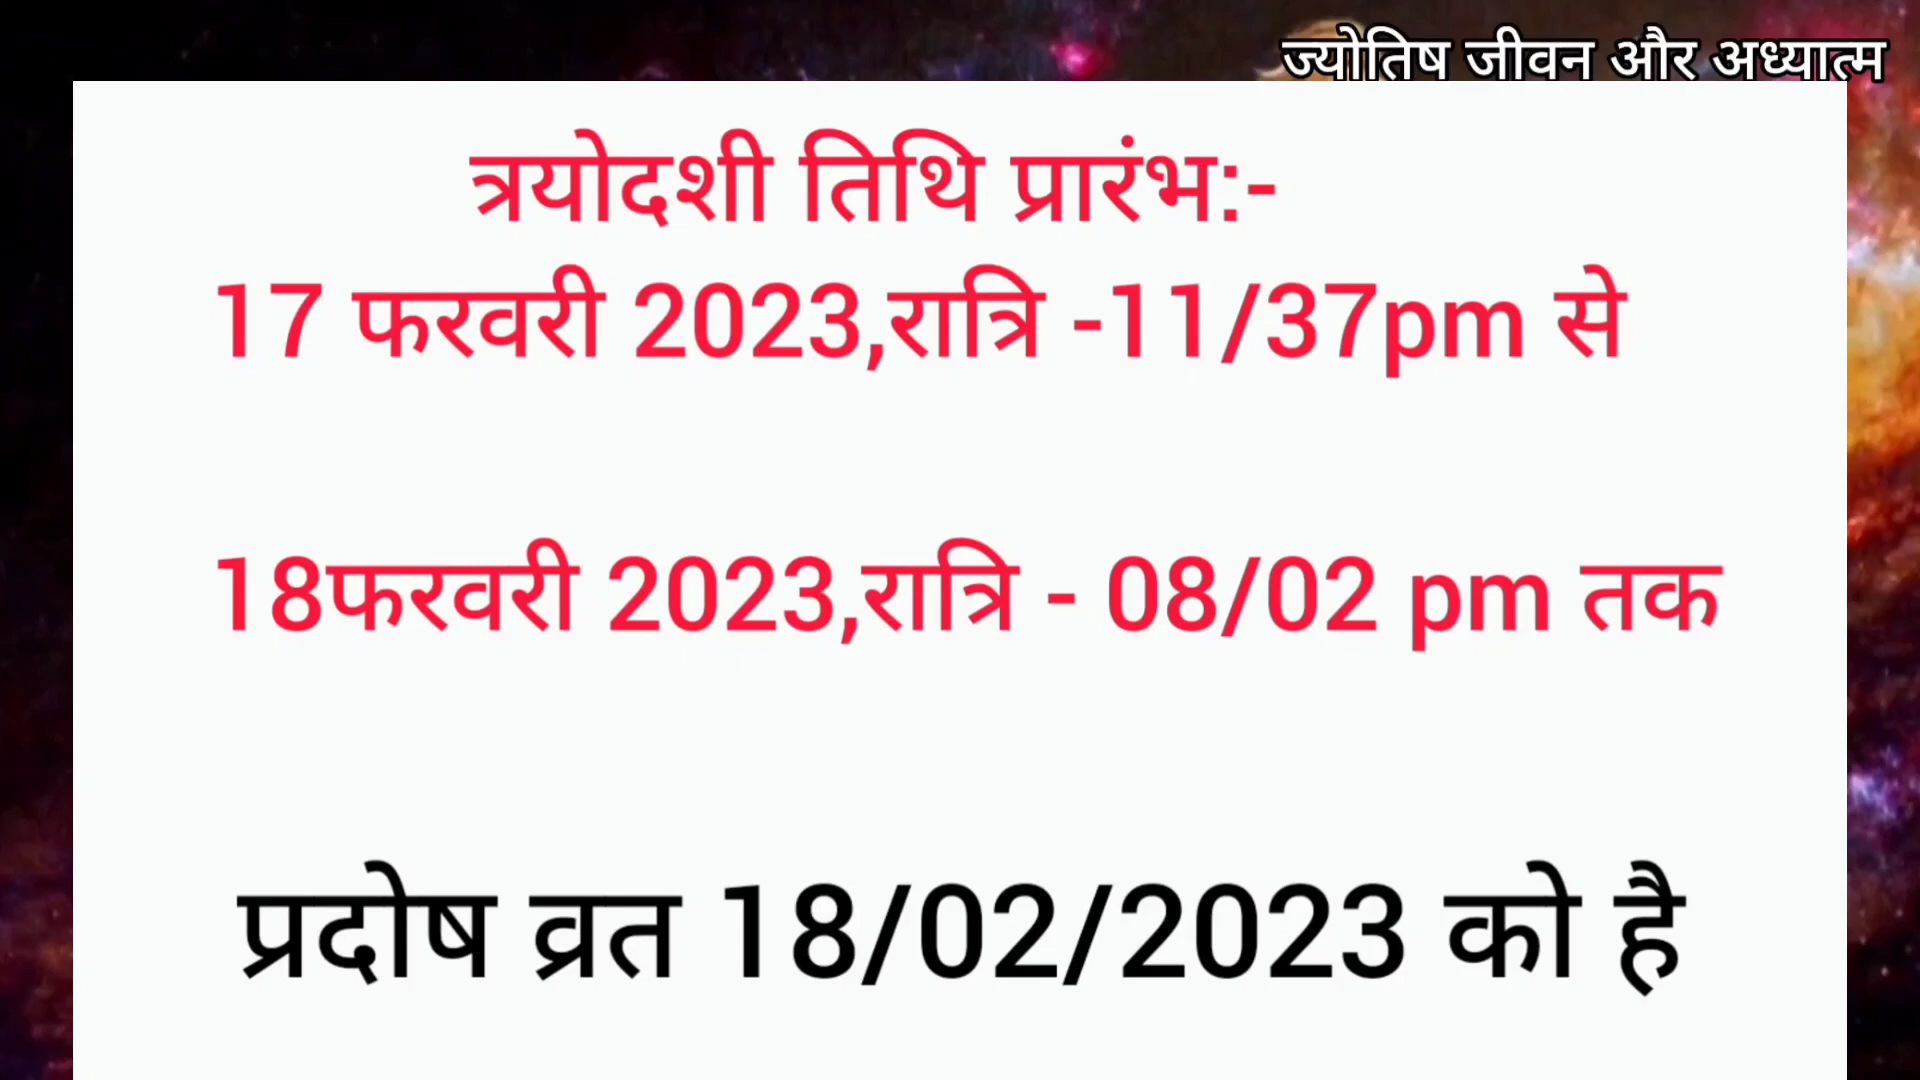 ज्योतिष जीवन और अध्यात्म
त्रयोदशी तिथि प्रारंभ:-
17 फरवरी 2023,रात्रि -11/37pm से
18फरवरी 2023,रात्रि - 08/02 pm तक
प्रदोष व्रत 18/02/2023 को है